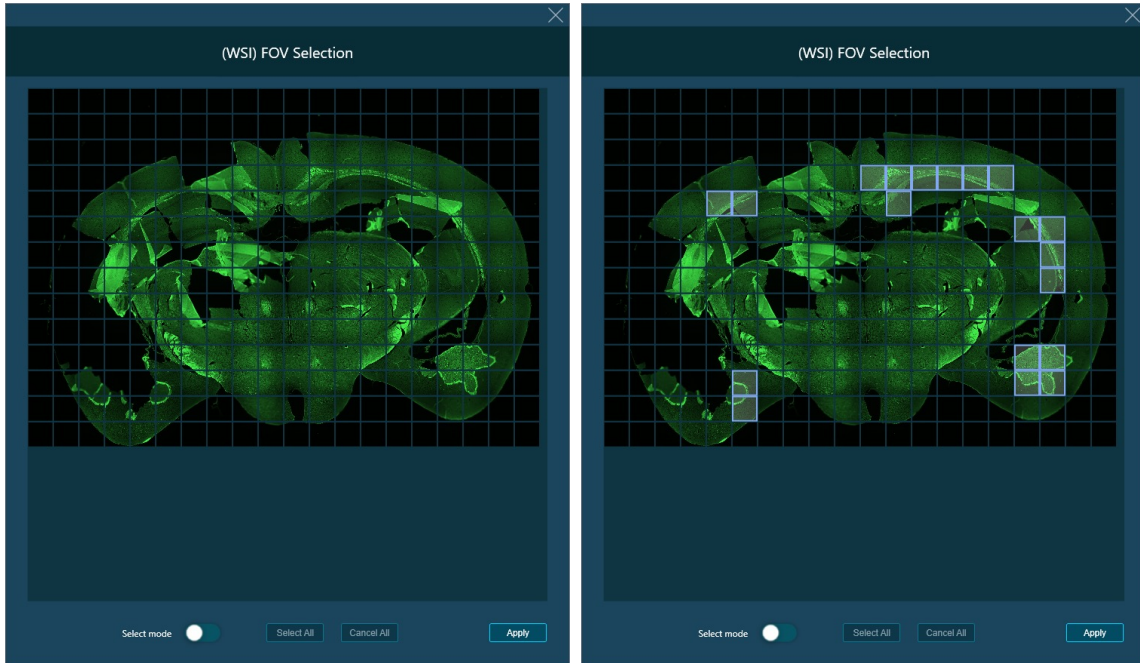 (WSI) FOV Selection
Select mode
Select All
Cancel All
Apply
(WSI) FOV Selection
Select mode
Select All
Cancel All
Apply